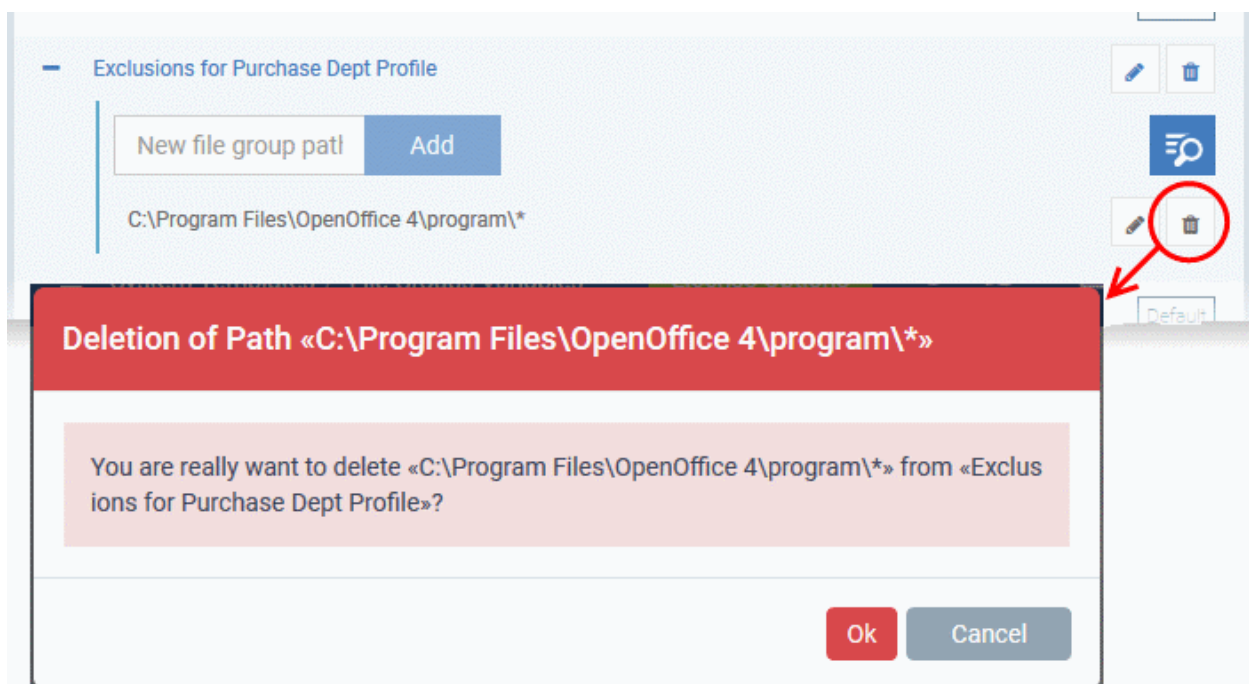 Exclusions for Purchase Dept Profile
New file group patl
Add
C:\Program Files\OpenOffice 4\program\*
Default
Deletion of Path «C:\Program Files\OpenOffice 4\program\*»
You are really want to delete «C:\Program Files\OpenOffice 4\program\*» from «Exclus
ions for Purchase Dept Profile»?
Ok
Cancel